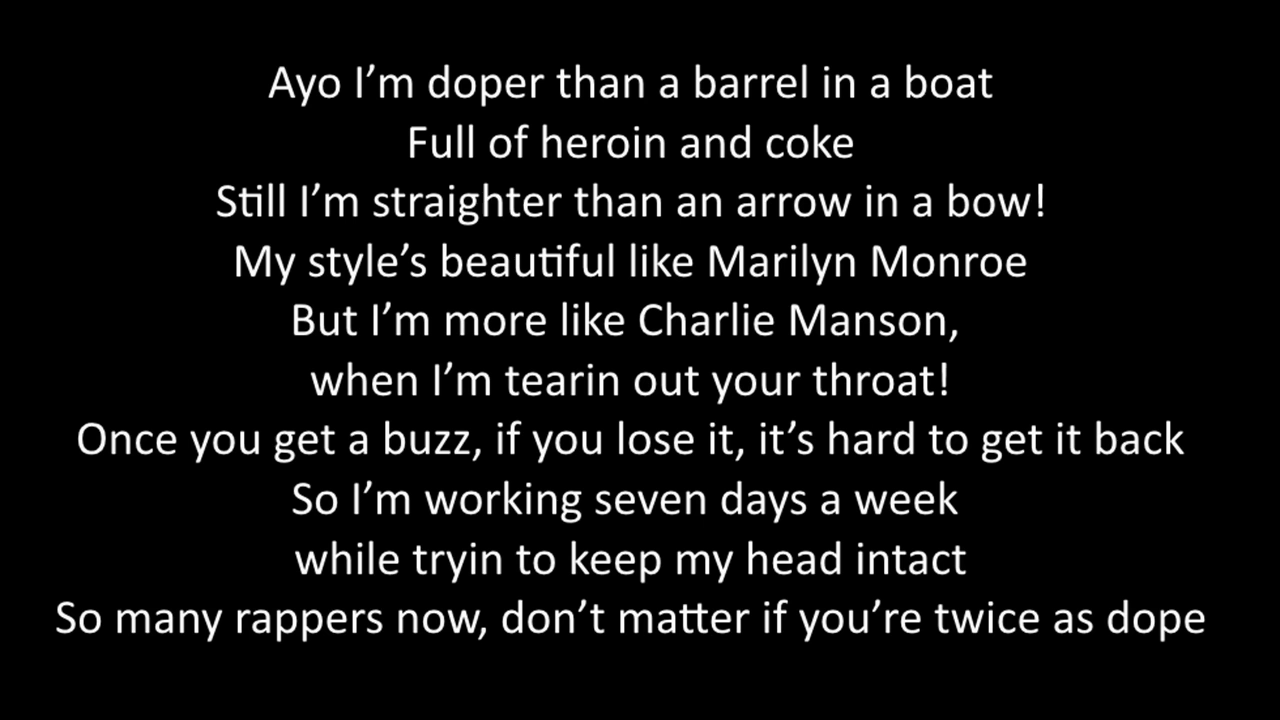 Ayo I’m doper than a barrel in a boat
Full of heroin and coke
Still I’m straighter than an arrow in a bow!
My style’s beautiful like Marilyn Monroe
But I’m more like Charlie Manson,
when I’m tearin out your throat!
Once you get a buzz, if you lose it, it’s hard to get it back
So I’m working seven days a week
while tryin to keep my head intact
So many rappers now, don’t matter if you’re twice as dope